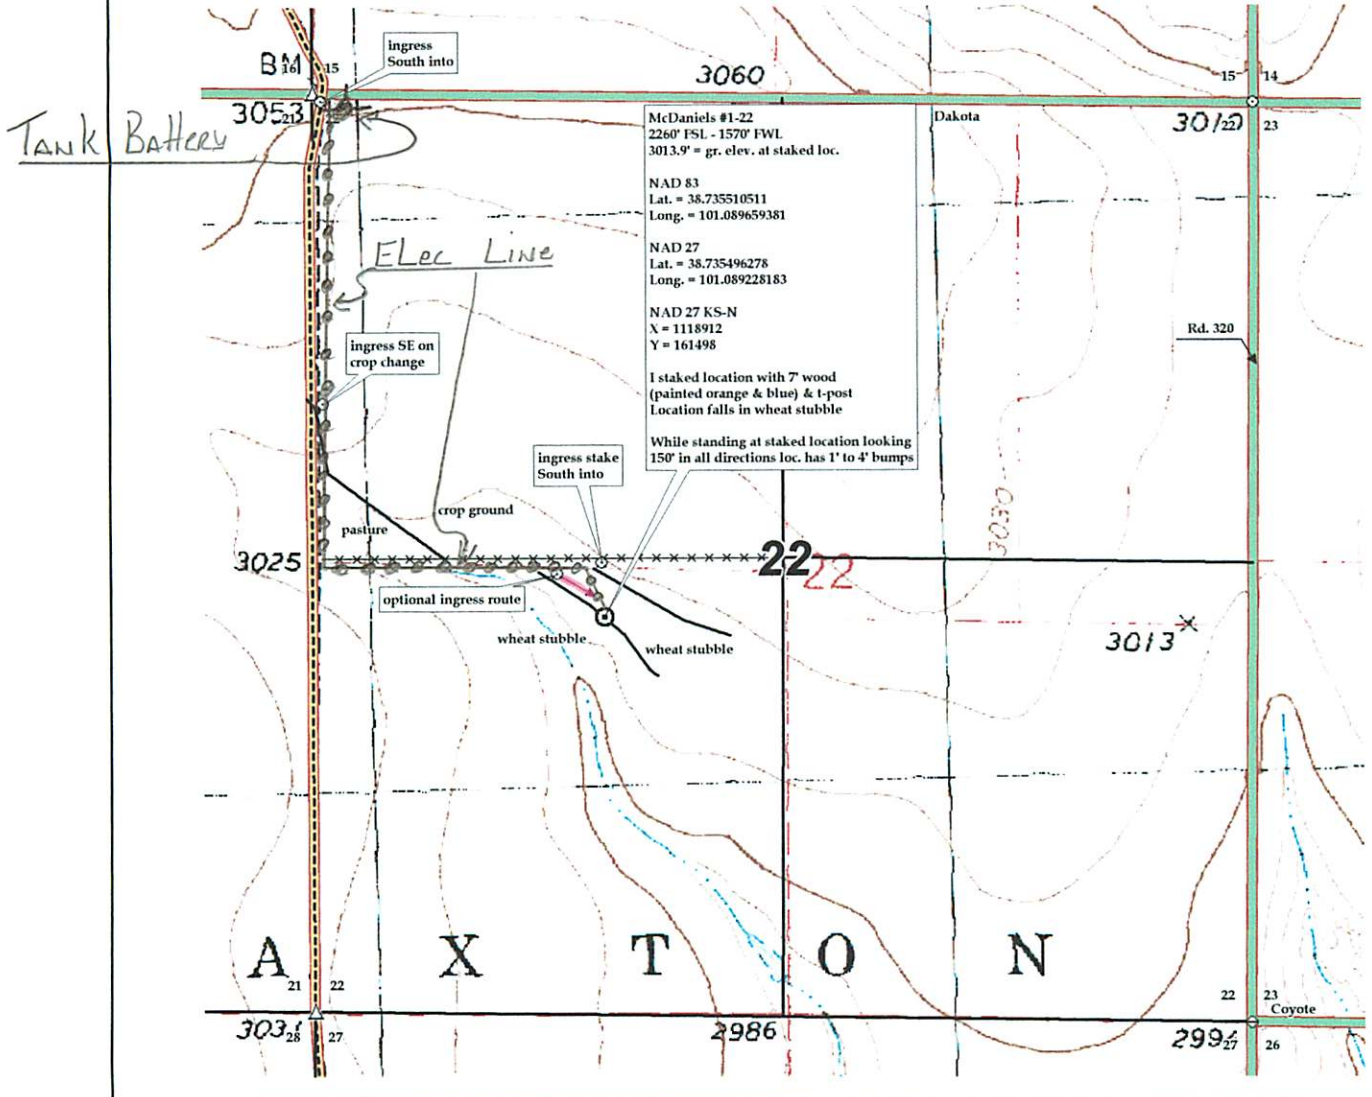 ingress
South into
BM
16
15
3060
15
14
3053
21
22
23
Tank Battery
McDaniels #1-22
2260' FSL - 1570' FWL
3013.9' = gr. elev. at staked loc.
NAD 83
Lat. = 38.735510511
Long. = 101.089659381
NAD 27
Lat. = 38.735496278
Long. = 101.089228183
NAD 27 KS-N
X = 1118912
Y = 161498
I staked location with 7' wood
(painted orange & blue) & t-post
Location falls in wheat stubble
While standing at staked location looking
150' in all directions loc. has 1' to 4' bumps
Dakota
Elec Line
Rd. 320
ingress SE on
crop change
ingress stake
South into
crop ground
pasture
3030
3025
22
22
optional ingress route
wheat stubble
wheat stubble
3013
A X T O N
21
22
22
23
Coyote
28
27
2986
27
26